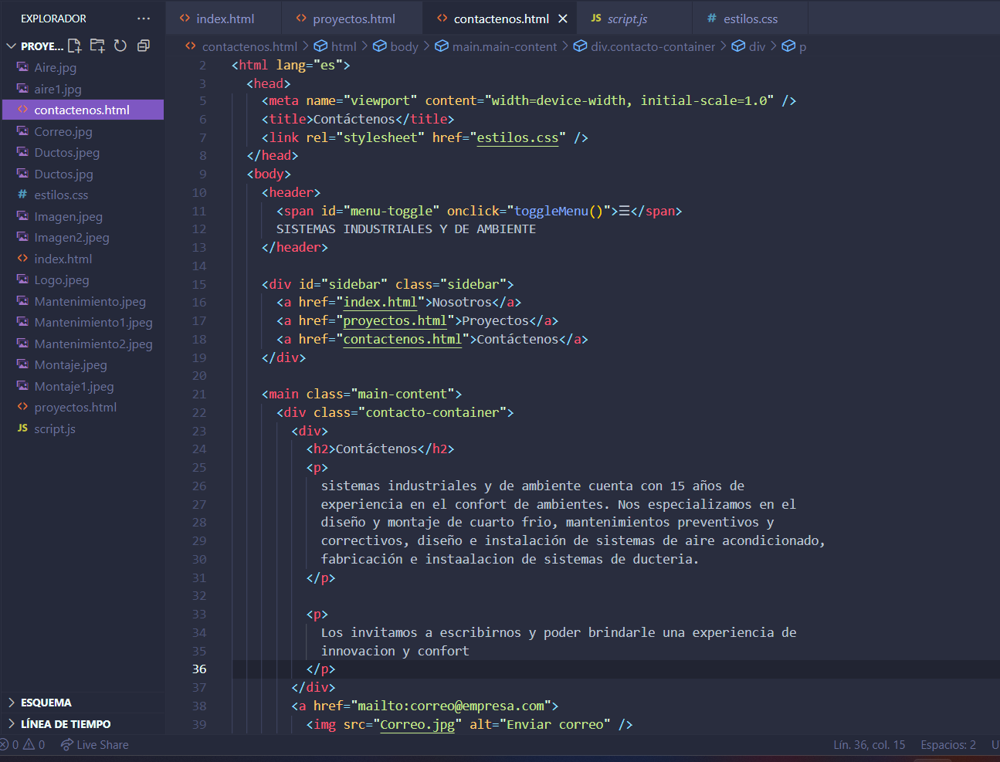 EXPLORADOR ···
index.html
proyectos.html
contactenos.html
JS script.js
# estilos.css
PROYE...
contactenos.html > html > body > main.main-content > div.contacto-container > div > p
Aire.jpg
aire1.jpg
contactenos.html
Correo.jpg
Ductos.jpeg
Ductos.jpg
# estilos.css
Imagen.jpeg
Imagen2.jpeg
index.html
Logo.jpeg
Mantenimiento.jpeg
Mantenimiento1.jpeg
Mantenimiento2.jpeg
Montaje.jpeg
Montaje1.jpeg
proyectos.html
JS script.js
ESQUEMA
LÍNEA DE TIEMPO
2 <html lang="es">
3 <head>
5 <meta name="viewport" content="width=device-width, initial-scale=1.0" />
6 <title>Contáctenos</title>
7 <link rel="stylesheet" href="estilos.css" />
8 </head>
9 <body>
10 <header>
11 <span id="menu-toggle" onclick="toggleMenu()">☰</span>
12 SISTEMAS INDUSTRIALES Y DE AMBIENTE
13 </header>
14
15 <div id="sidebar" class="sidebar">
16 <a href="index.html">Nosotros</a>
17 <a href="proyectos.html">Proyectos</a>
18 <a href="contactenos.html">Contáctenos</a>
19 </div>
20
21 <main class="main-content">
22 <div class="contacto-container">
23 <div>
24 <h2>Contáctenos</h2>
25 <p>
26 sistemas industriales y de ambiente cuenta con 15 años de
27 experiencia en el confort de ambientes. Nos especializamos en el
28 diseño y montaje de cuarto frio, mantenimientos preventivos y
29 correctivos, diseño e instalación de sistemas de aire acondicionado,
30 fabricación e instaalacion de sistemas de ducteria.
31 </p>
32
33 <p>
34 Los invitamos a escribirnos y poder brindarle una experiencia de
35 innovacion y confort
36 </p>
37 </div>
38 <a href="mailto:correo@empresa.com">
39 <img src="Correo.jpg" alt="Enviar correo" />
0 0 Live Share
Lín. 36, col. 15 Espacios: 2 U